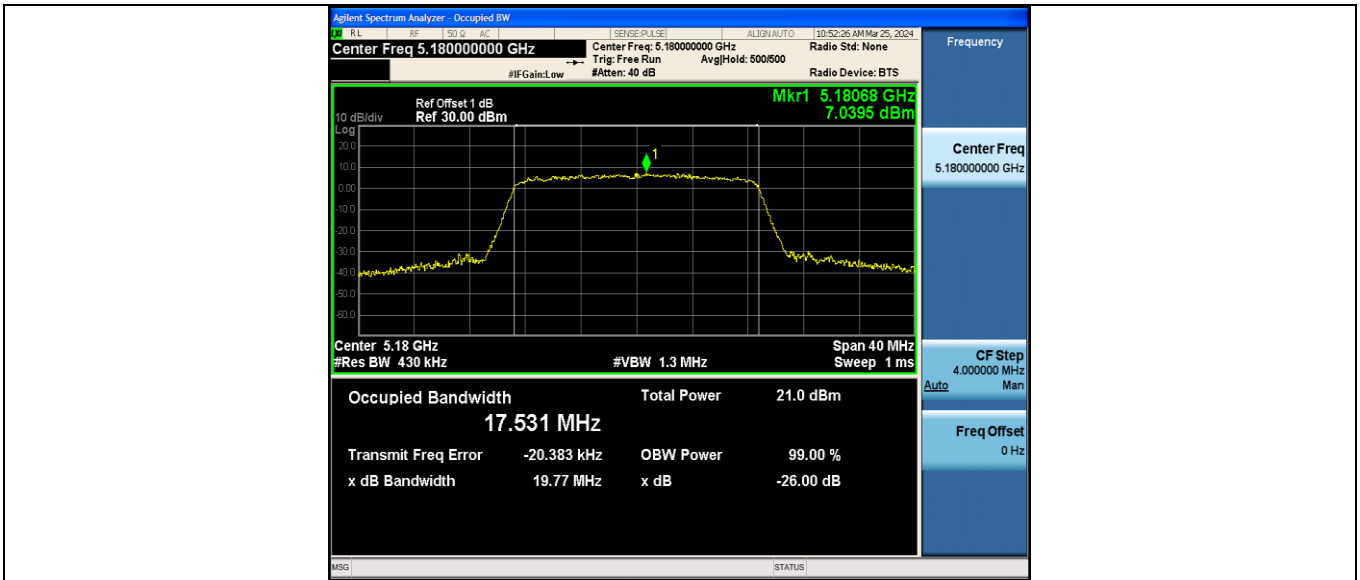 Agilent Spectrum Analyzer - Occupied BW
LXI RL RF 50 Ω AC SENSE:PULSE ALIGNAUTO 10:52:26 AM Mar 25, 2024
Center Freq 5.180000000 GHz
Center Freq: 5.180000000 GHz
Radio Std: None
Trig: Free Run Avg|Hold: 500/500
#IFGain:Low #Atten: 40 dB Radio Device: BTS
Frequency
Mkr1 5.18068 GHz
7.0395 dBm
Ref Offset 1 dB
10 dB/div Ref 30.00 dBm
Log
20.0
10.0
0.00
-10.0
-20.0
-30.0
-40.0
-50.0
-60.0
1
Center 5.18 GHz Span 40 MHz
#Res BW 430 kHz #VBW 1.3 MHz Sweep 1 ms
Center Freq
5.180000000 GHz
CF Step
4.000000 MHz
Auto Man
Freq Offset
0 Hz
Occupied Bandwidth Total Power 21.0 dBm
17.531 MHz
Transmit Freq Error -20.383 kHz OBW Power 99.00 %
x dB Bandwidth 19.77 MHz x dB -26.00 dB
MSG STATUS